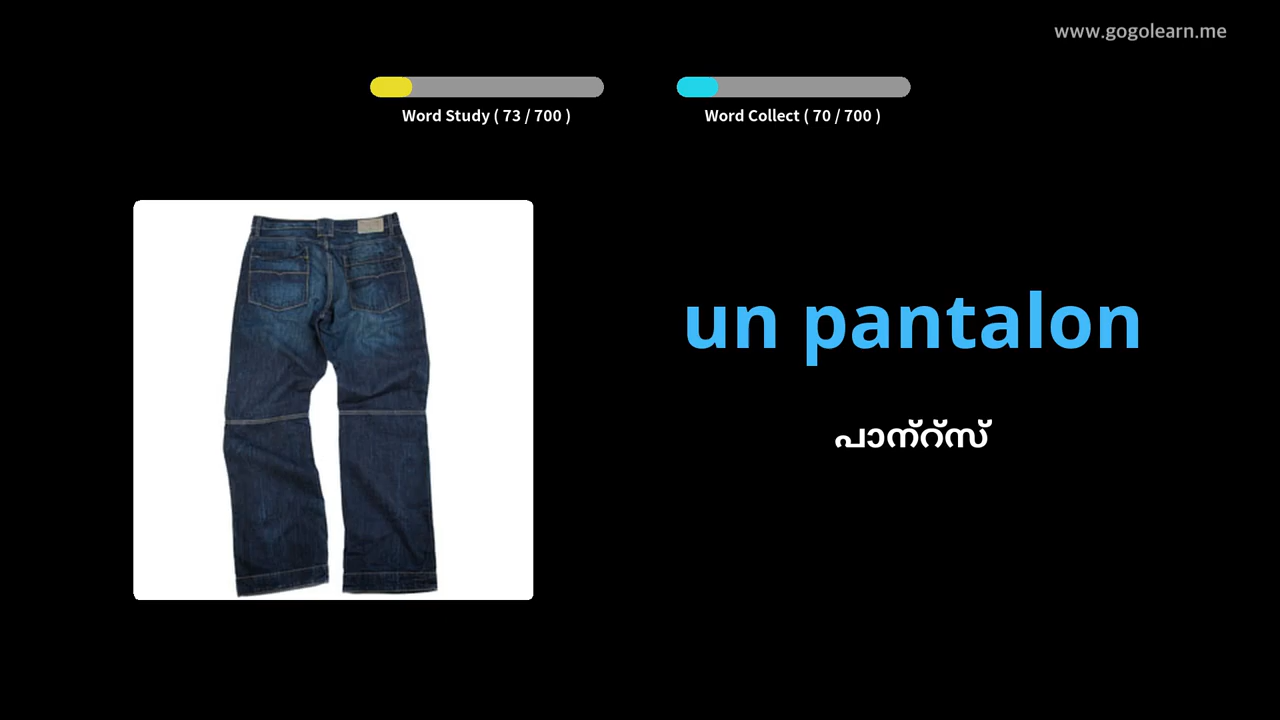 www.gogolearn.me
Word Study ( 73 / 700 )
Word Collect ( 70 / 700 )
un pantalon
പാന്റ്സ്